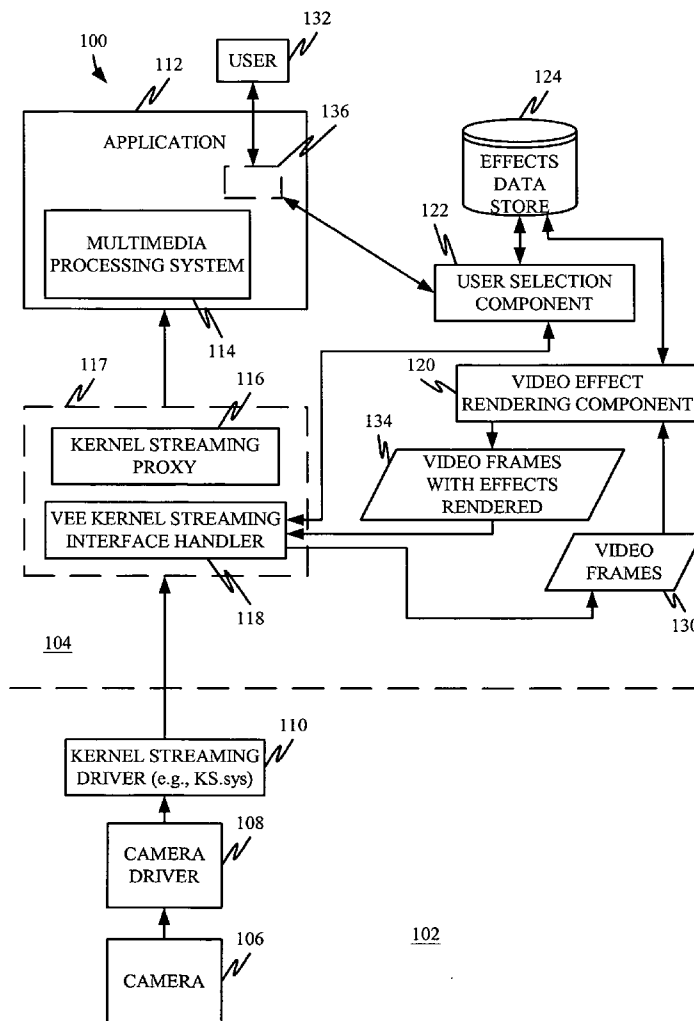 100
112
132
USER
124
136
APPLICATION
EFFECTS
DATA
STORE
122
MULTIMEDIA
PROCESSING SYSTEM
USER SELECTION
COMPONENT
114
117
116
120
VIDEO EFFECT
RENDERING COMPONENT
KERNEL STREAMING
PROXY
134
VIDEO FRAMES
WITH EFFECTS
RENDERED
VEE KERNEL STREAMING
INTERFACE HANDLER
VIDEO
FRAMES
118
130
104
110
KERNEL STREAMING
DRIVER (e.g., KS.sys)
108
CAMERA
DRIVER
106
102
CAMERA